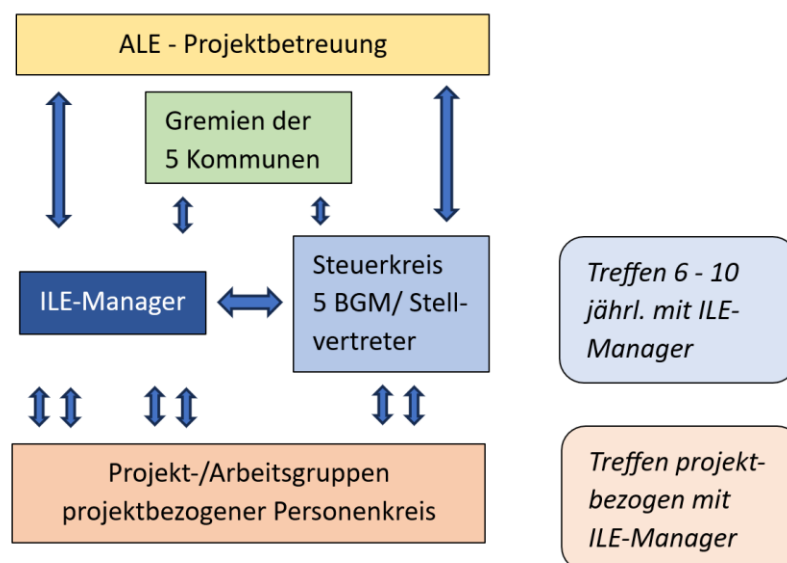 ALE - Projektbetreuung
Gremien der
5 Kommunen
ILE-Manager
Steuerkreis
5 BGM/ Stell-
vertreter
Treffen 6 - 10
jährl. mit ILE-
Manager
Projekt-/Arbeitsgruppen
projektbezogener Personenkreis
Treffen projekt-
bezogen mit
ILE-Manager